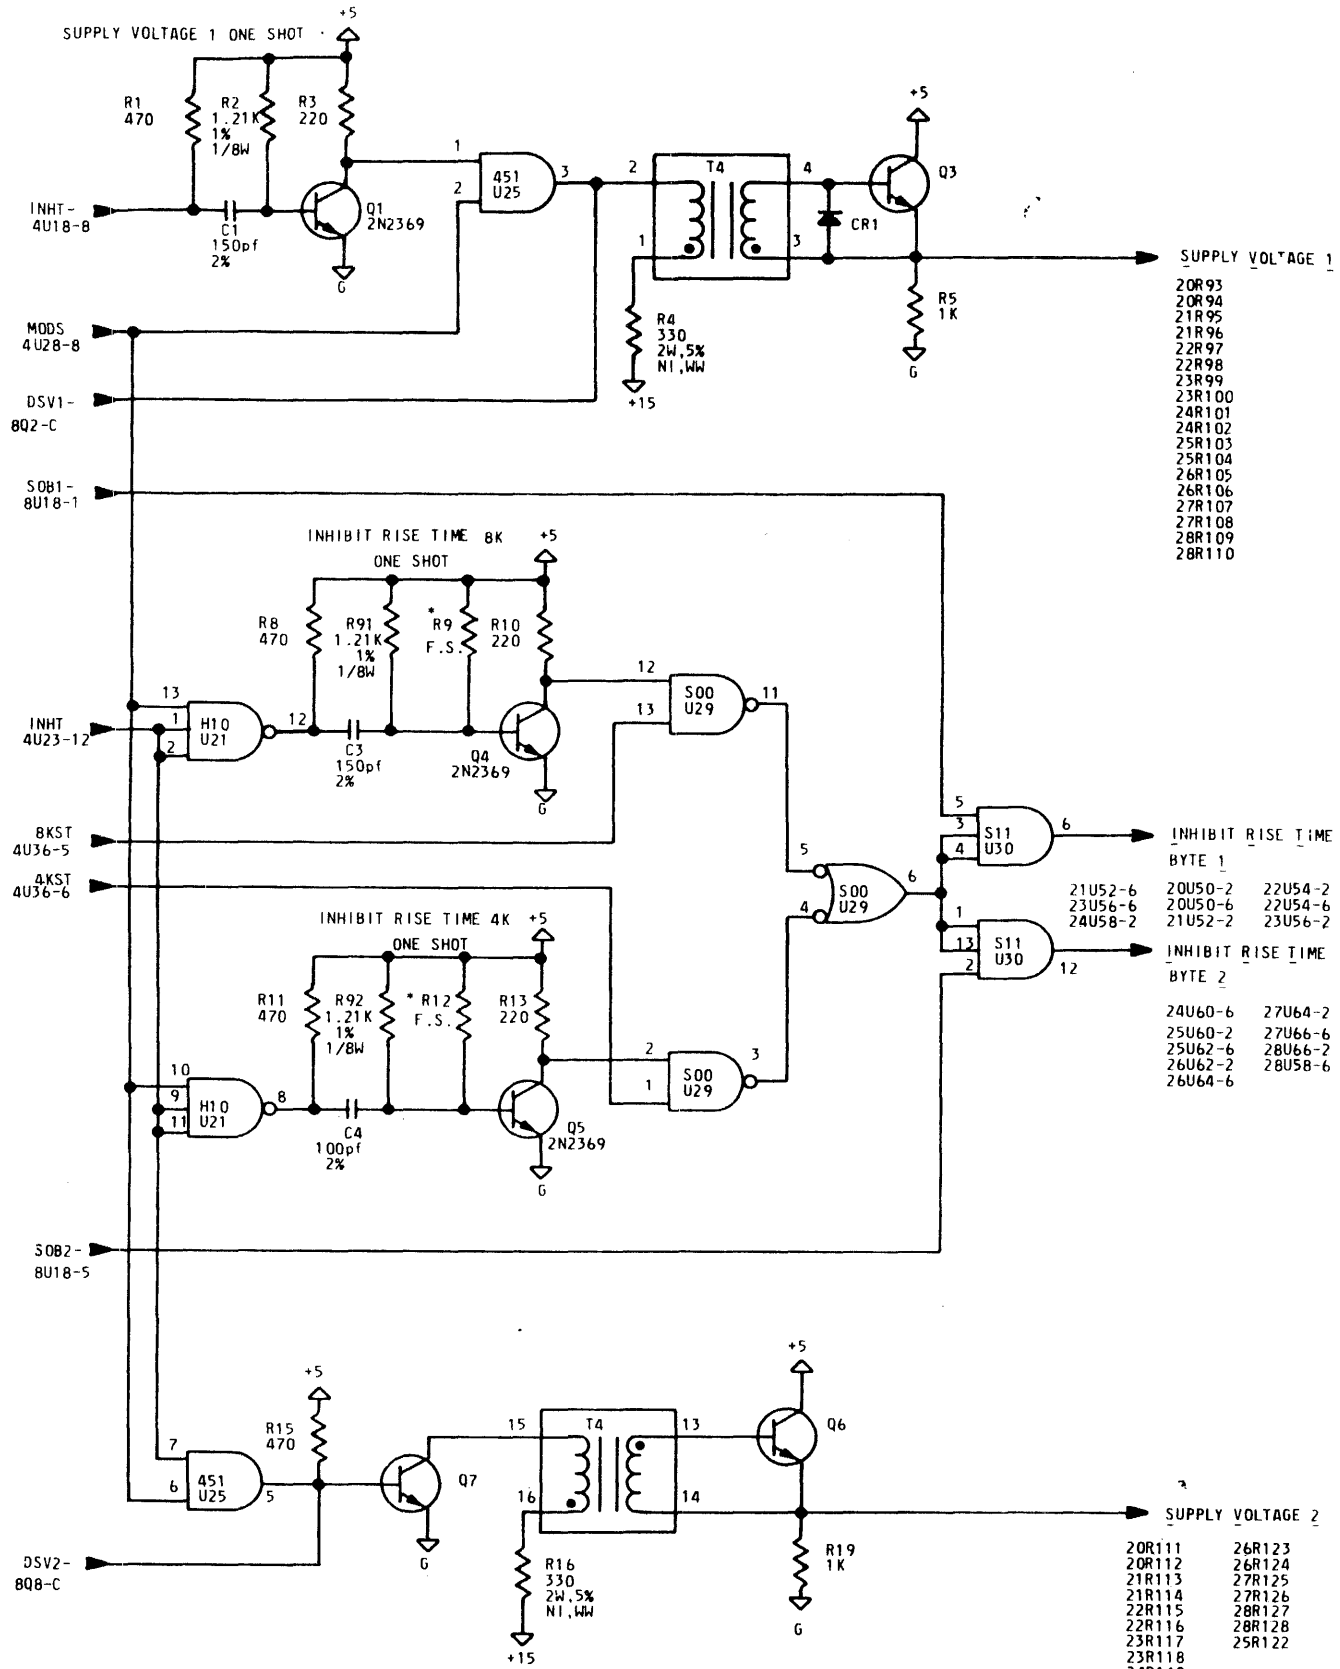 SUPPLY VOLTAGE 1 ONE SHOT
+5
R1
470
R2
1.21K
1%
1/8W
R3
220
INHT-
4U18-8
C1
150pf
2%
Q1
2N2369
G
1
2
451
U25
3
2
T4
4
1
3
CR1
+5
Q3
R4
330
2W,5%
NI,WW
+15
R5
1K
G
SUPPLY VOLTAGE 1
20R93
20R94
21R95
21R96
22R97
22R98
23R99
23R100
24R101
24R102
25R103
25R104
26R105
26R106
27R107
27R108
28R109
28R110
MODS
4U28-8
DSV1-
8Q2-C
SOB1-
8U18-1
INHIBIT RISE TIME 8K
ONE SHOT
+5
R8
470
R91
1.21K
1%
1/8W
*
R9
F.S.
R10
220
INHT
4U23-12
13
1
2
H10
U21
12
C3
150pf
2%
Q4
2N2369
G
12
13
S00
U29
11
8KST
4U36-5
4KST
4U36-6
5
4
S00
U29
6
5
3
4
S11
U30
6
INHIBIT RISE TIME
BYTE 1
21U52-6 20U50-2 22U54-2
23U56-6 20U50-6 22U54-6
24U58-2 21U52-2 23U56-2
1
13
2
S11
U30
12
INHIBIT RISE TIME
BYTE 2
24U60-6 27U64-2
25U60-2 27U66-6
25U62-6 28U66-2
26U62-2 28U58-6
26U64-6
INHIBIT RISE TIME 4K
ONE SHOT
+5
R11
470
R92
1.21K
1%
1/8W
* R12
F.S.
R13
220
10
9
11
H10
U21
8
C4
100pf
2%
Q5
2N2369
G
2
1
S00
U29
3
SOB2-
8U18-5
+5
R15
470
7
6
451
U25
5
Q7
G
15
16
T4
13
14
+5
Q6
R16
330
2W,5%
NI,WW
+15
R19
1K
G
DSV2-
8Q8-C
SUPPLY VOLTAGE 2
20R111 26R123
20R112 26R124
21R113 27R125
21R114 27R126
22R115 28R127
22R116 28R128
23R117 25R122
23R118